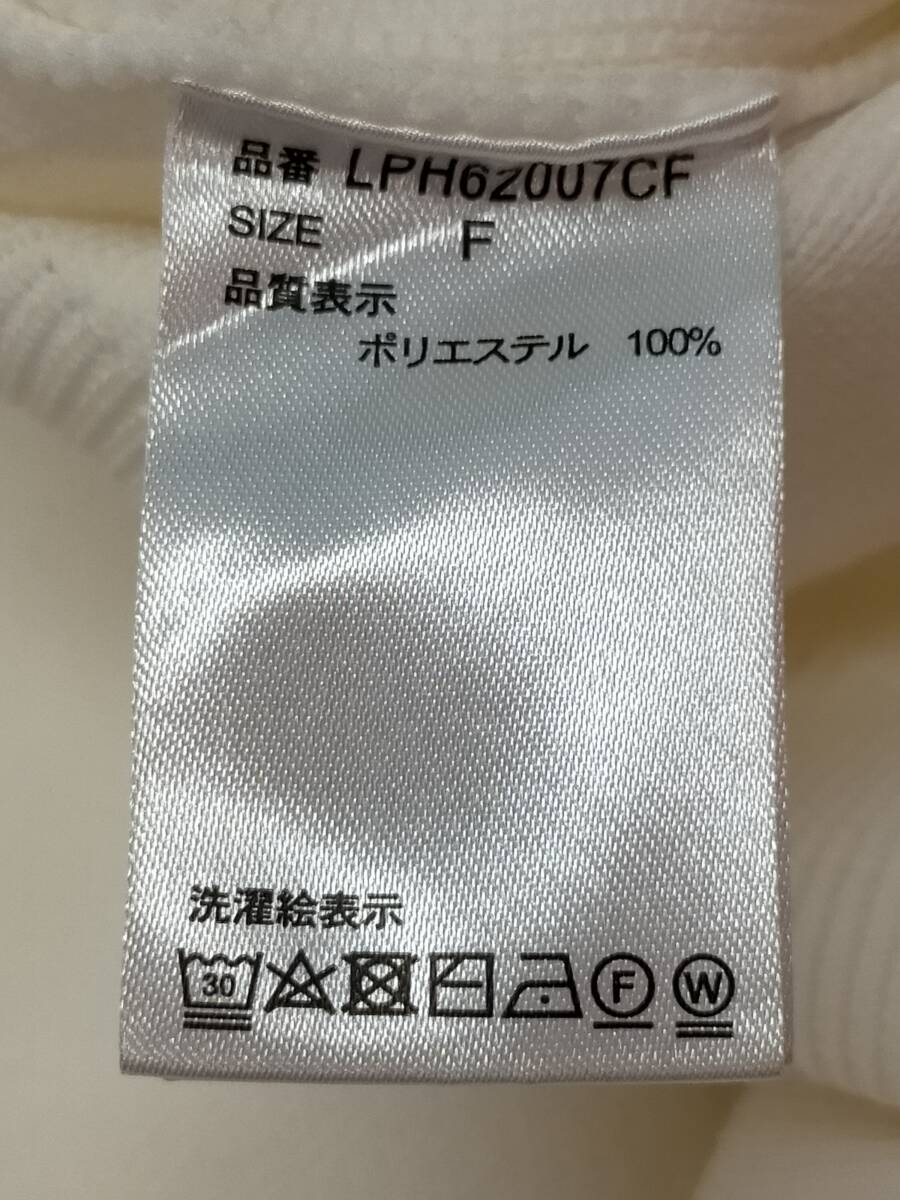 品番 LPH62007CF
SIZE F
品質表示
ポリエステル 100%
洗濯絵表示
30 F W